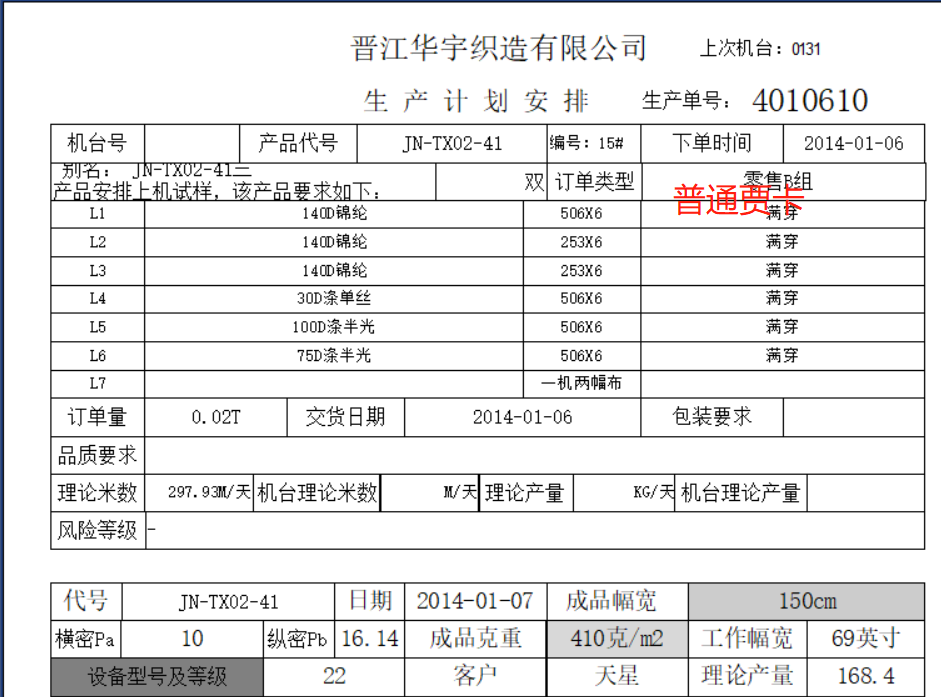 晋江华宇织造有限公司 上次机台：0131
生产计划安排 生产单号： 4010610
机台号 产品代号 JN-TX02-41 编号：15# 下单时间 2014-01-06
别名： JN-TX02-41三
产品安排上机试样，该产品要求如下： 双 订单类型 零售B组
普通贾卡
L1 140D锦纶 506X6 满穿
L2 140D锦纶 253X6 满穿
L3 140D锦纶 253X6 满穿
L4 30D涤单丝 506X6 满穿
L5 100D涤半光 506X6 满穿
L6 75D涤半光 506X6 满穿
L7 一机两幅布
订单量 0.02T 交货日期 2014-01-06 包装要求
品质要求
理论米数 297.93M/天 机台理论米数 M/天 理论产量 KG/天 机台理论产量
风险等级 -
代号 JN-TX02-41 日期 2014-01-07 成品幅宽 150cm
横密Pa 10 纵密Pb 16.14 成品克重 410克/m2 工作幅宽 69英寸
设备型号及等级 22 客户 天星 理论产量 168.4